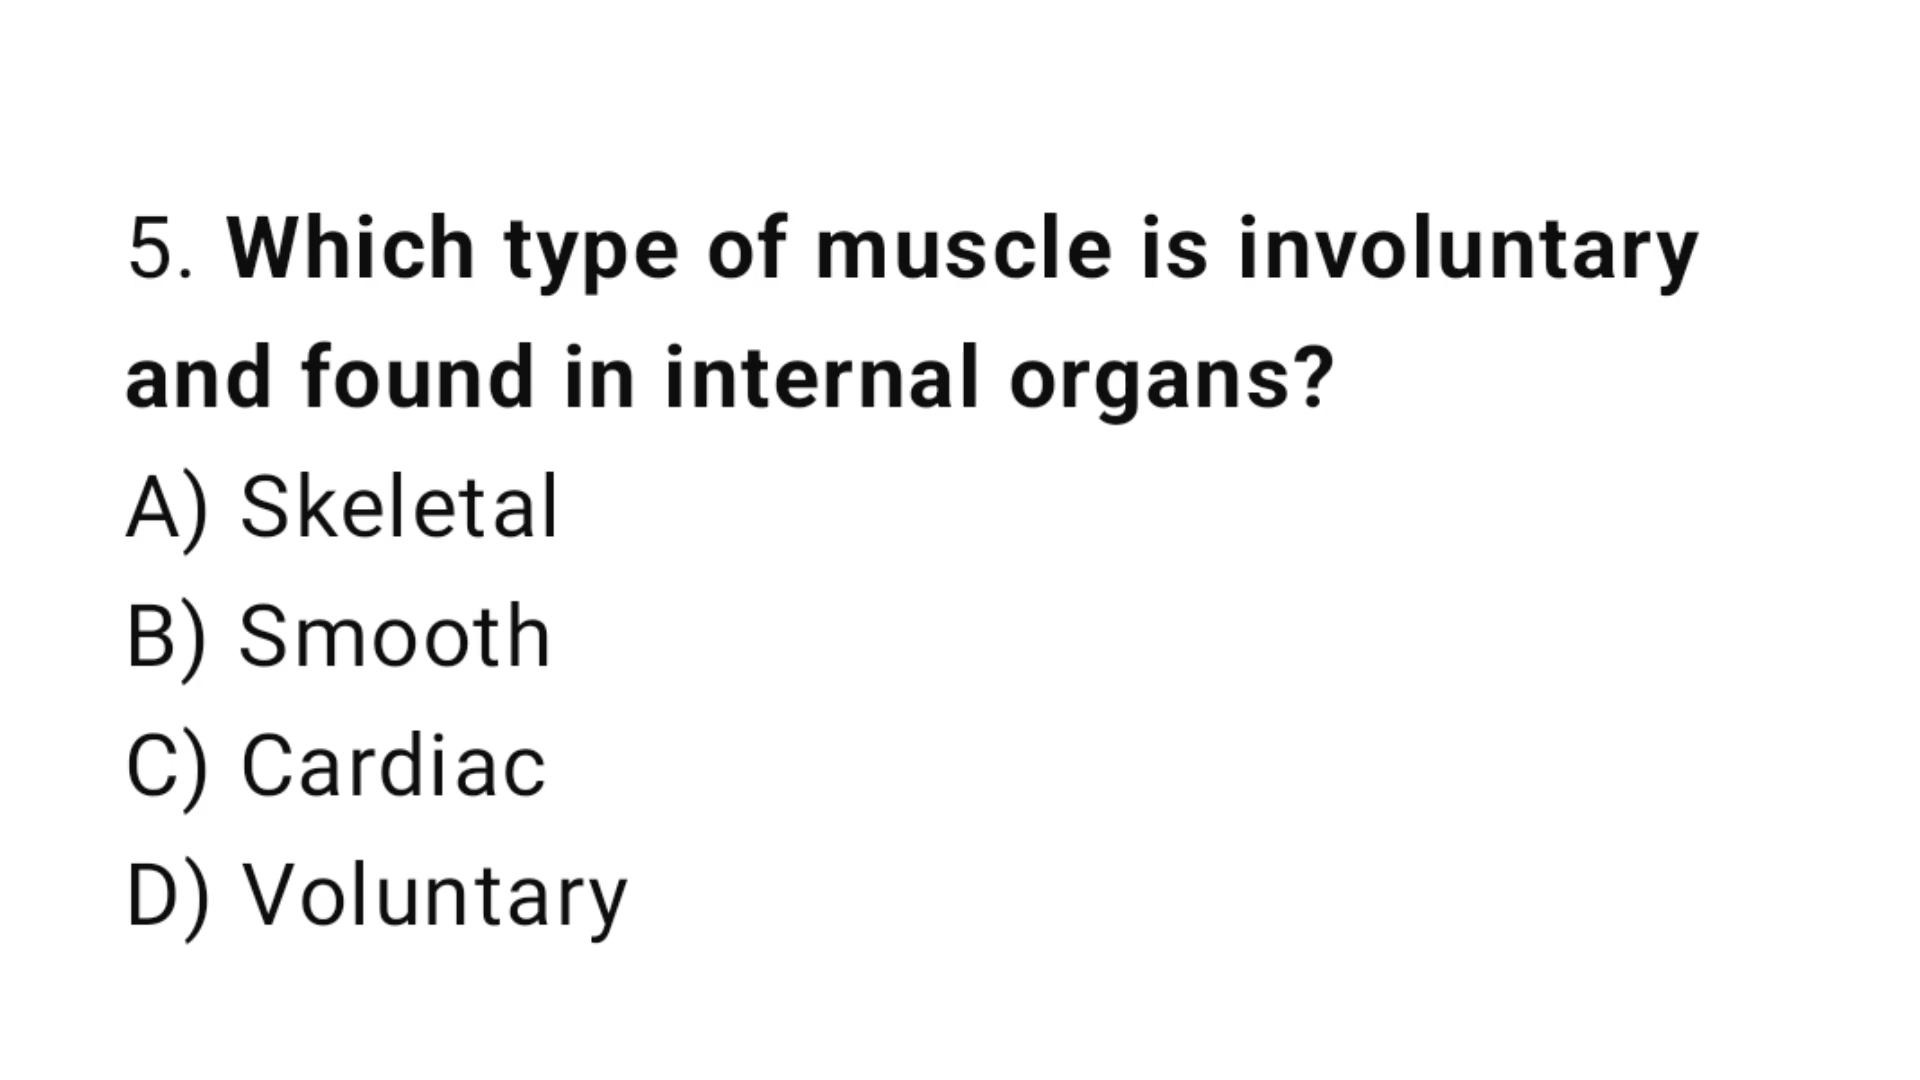 5. Which type of muscle is involuntary
and found in internal organs?
A) Skeletal
B) Smooth
C) Cardiac
D) Voluntary